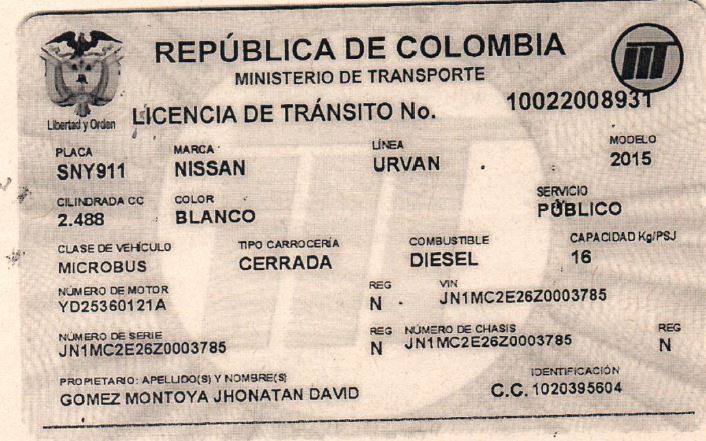 REPÚBLICA DE COLOMBIA
MINISTERIO DE TRANSPORTE
Libertad y Orden
LICENCIA DE TRÁNSITO No. 10022008931
PLACA MARCA LÍNEA MODELO
SNY911 NISSAN URVAN 2015
CILINDRADA CC COLOR SERVICIO
2.488 BLANCO PÚBLICO
CLASE DE VEHÍCULO TIPO CARROCERÍA COMBUSTIBLE CAPACIDAD Kg/PSJ
MICROBUS CERRADA DIESEL 16
NÚMERO DE MOTOR REG VIN
YD25360121A N JN1MC2E26Z0003785
NÚMERO DE SERIE REG NÚMERO DE CHASIS REG
JN1MC2E26Z0003785 N JN1MC2E26Z0003785 N
PROPIETARIO: APELLIDO(S) Y NOMBRE(S) IDENTIFICACIÓN
GOMEZ MONTOYA JHONATAN DAVID C.C. 1020395604